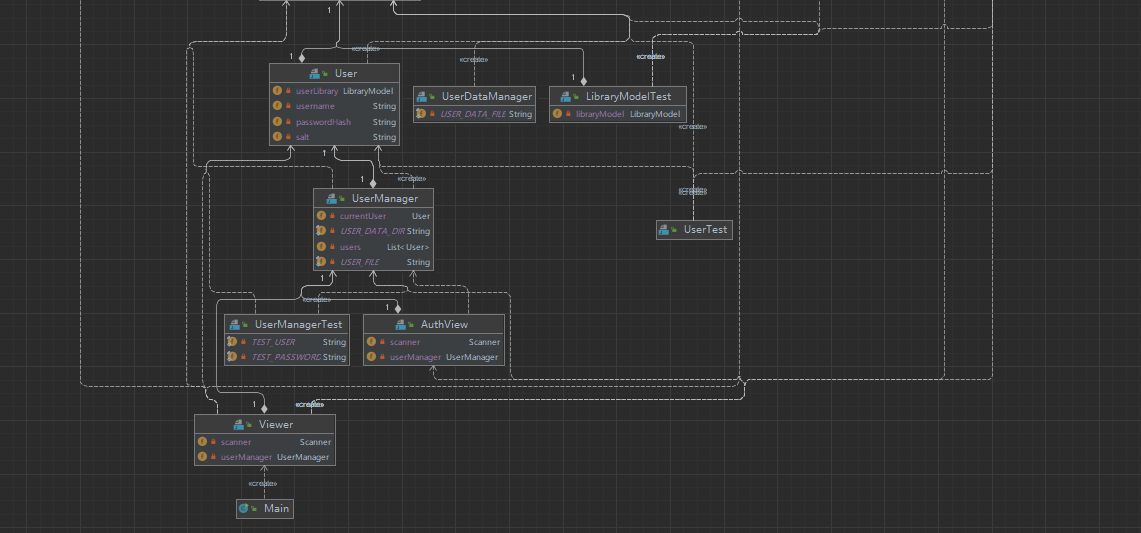 1
1
«create»
«create»
1
«create»
User
userLibrary LibraryModel
username String
passwordHash String
salt String
UserDataManager
USER_DATA_FILE String
LibraryModelTest
libraryModel LibraryModel
«create»
1
1
«create»
«create»
UserManager
currentUser User
USER_DATA_DIR String
users List<User>
USER_FILE String
UserTest
1
«create»
1
UserManagerTest
TEST_USER String
TEST_PASSWORD String
AuthView
scanner Scanner
userManager UserManager
1
«create»
Viewer
scanner Scanner
userManager UserManager
«create»
Main